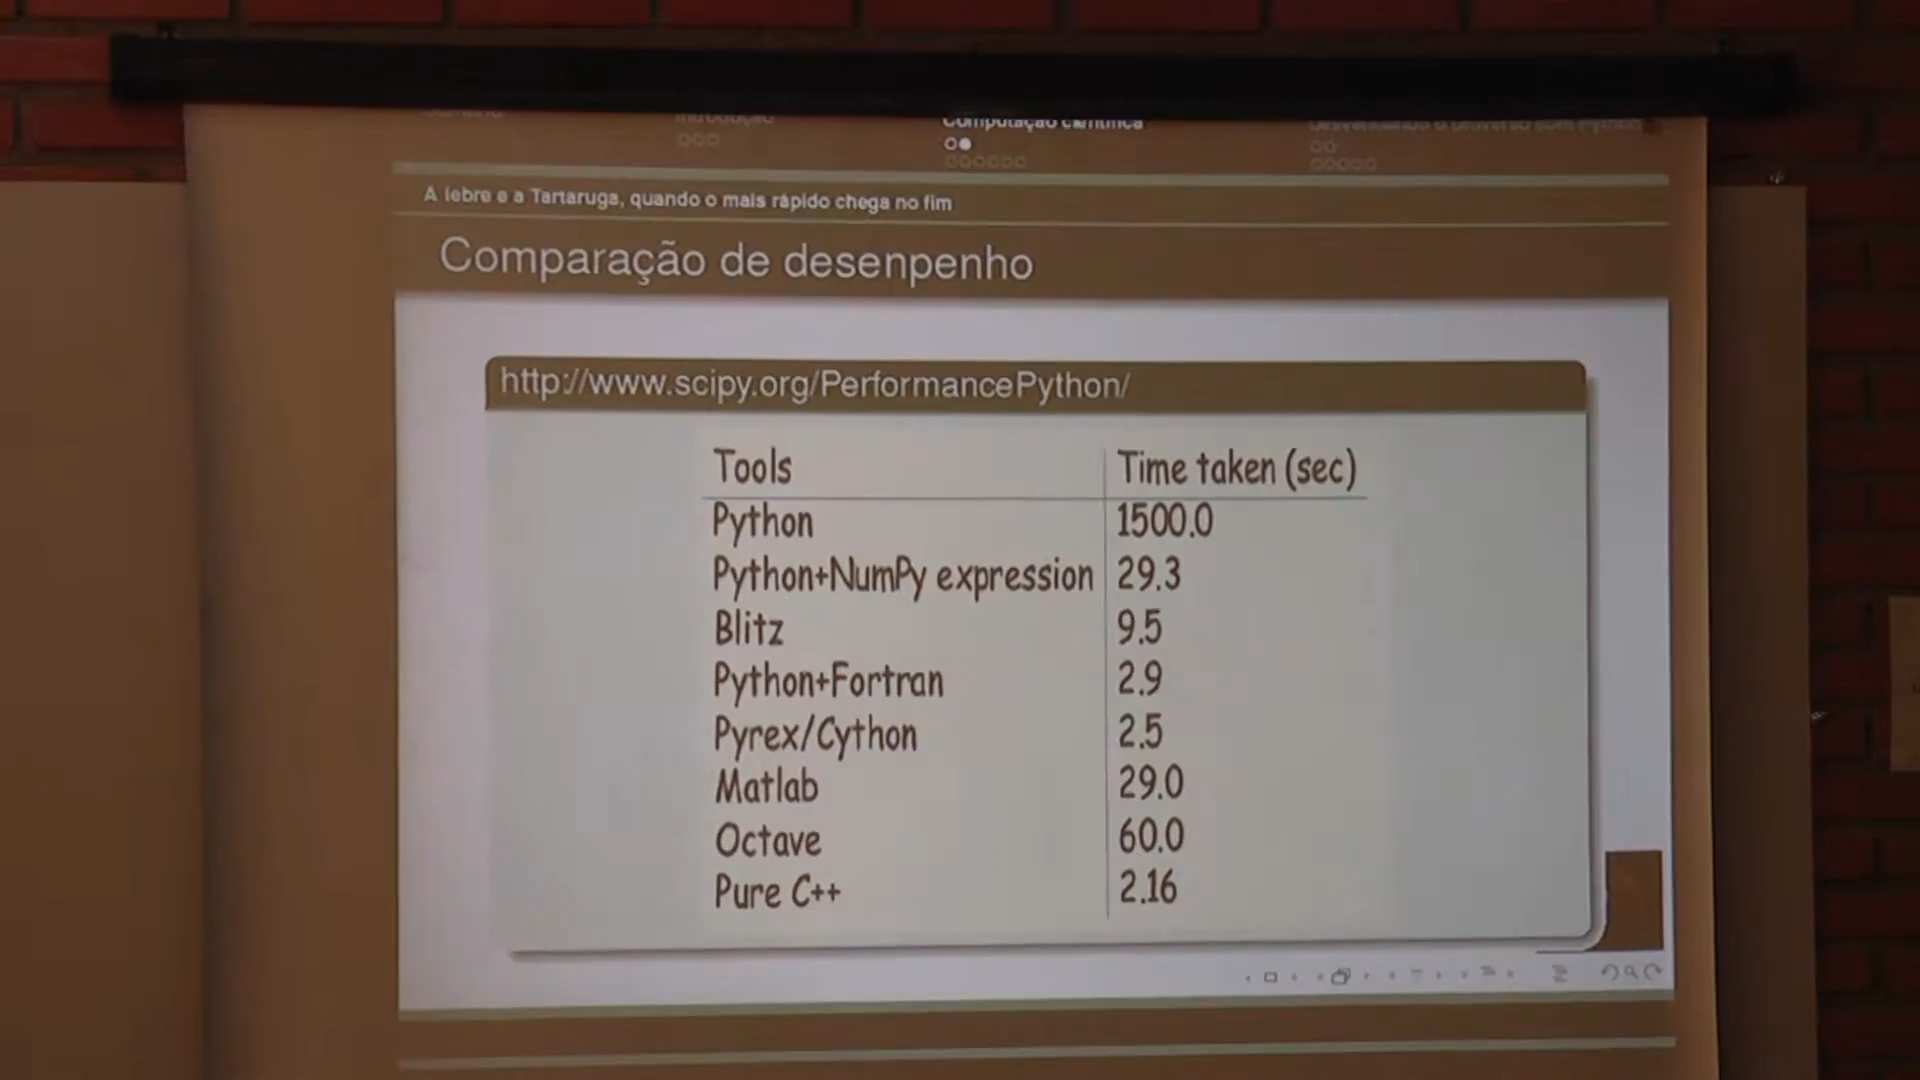 Introdução
Computação científica
A lebre e a Tartaruga, quando o mais rápido chega no fim
Comparação de desenpenho
http://www.scipy.org/PerformancePython/
Tools Time taken (sec)
Python 1500.0
Python+NumPy expression 29.3
Blitz 9.5
Python+Fortran 2.9
Pyrex/Cython 2.5
Matlab 29.0
Octave 60.0
Pure C++ 2.16